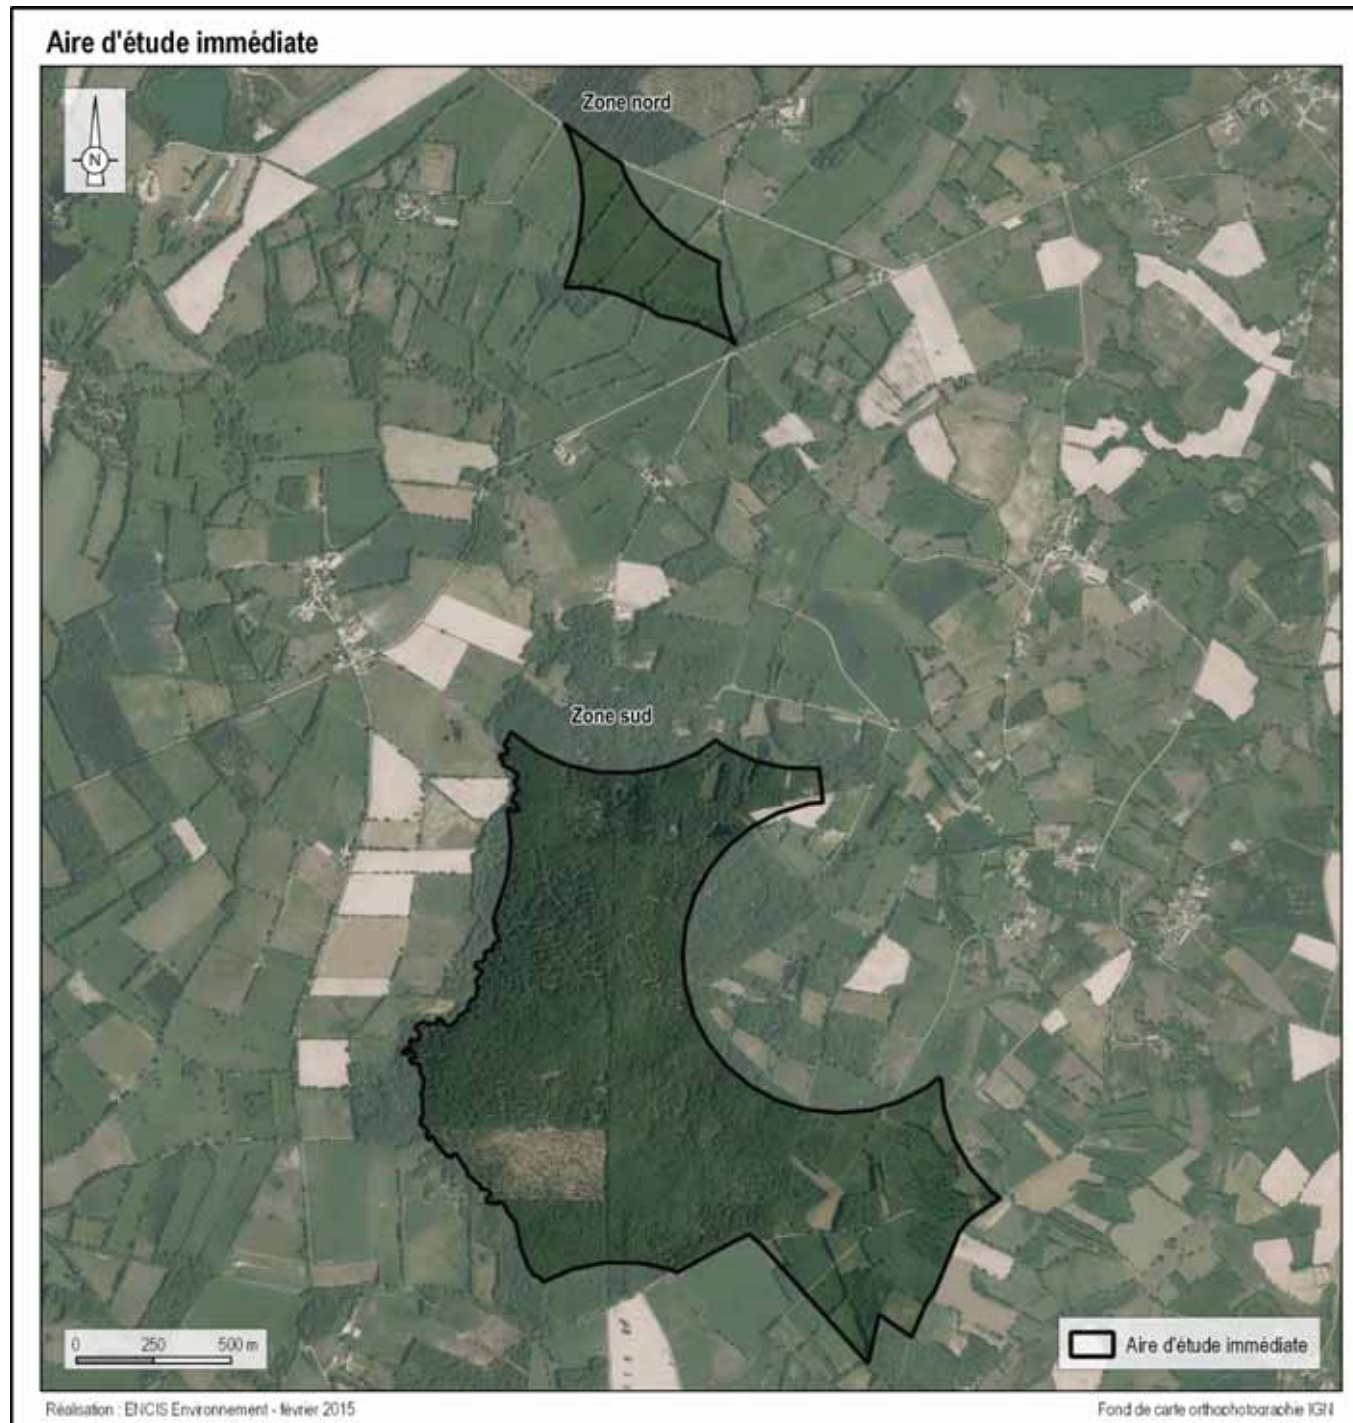 Aire d'étude immédiate
Zone nord
N
Zone sud
0 250 500 m
Aire d'étude immédiate
Réalisation : ENCIS Environnement - février 2015
Fond de carte orthophotographie IGN